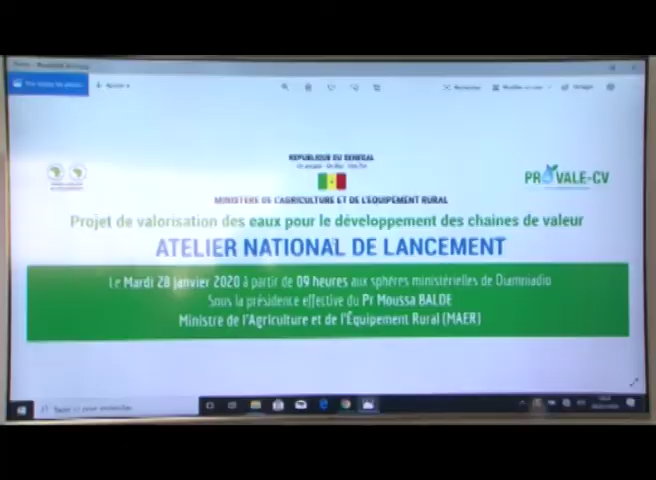 REPUBLIQUE DU SENEGAL
PROVALE-CV
MINISTERE DE L'AGRICULTURE ET DE L'EQUIPEMENT RURAL
Projet de valorisation des eaux pour le développement des chaines de valeur
ATELIER NATIONAL DE LANCEMENT
Le Mardi 28 janvier 2020 à partir de 09 heures aux sphères ministérielles de Diamniadio
Sous la présidence effective du Pr Moussa BALDE
Ministre de l'Agriculture et de l'Équipement Rural (MAER)